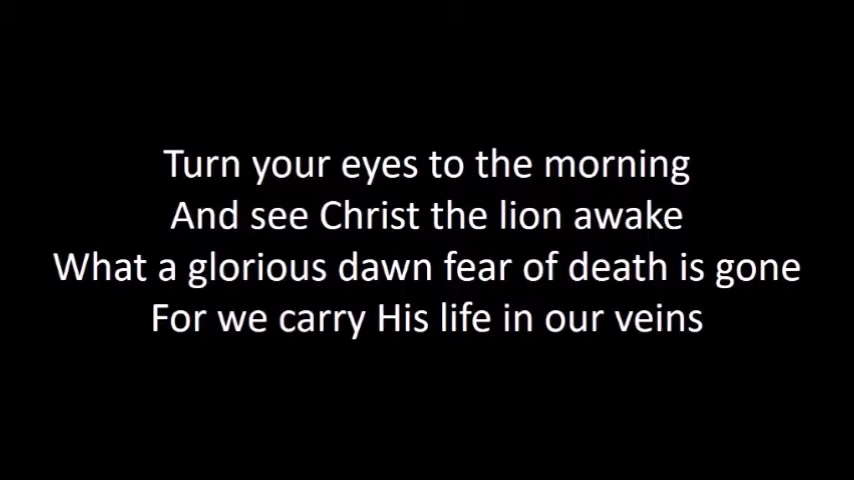 Turn your eyes to the morning
And see Christ the lion awake
What a glorious dawn fear of death is gone
For we carry His life in our veins